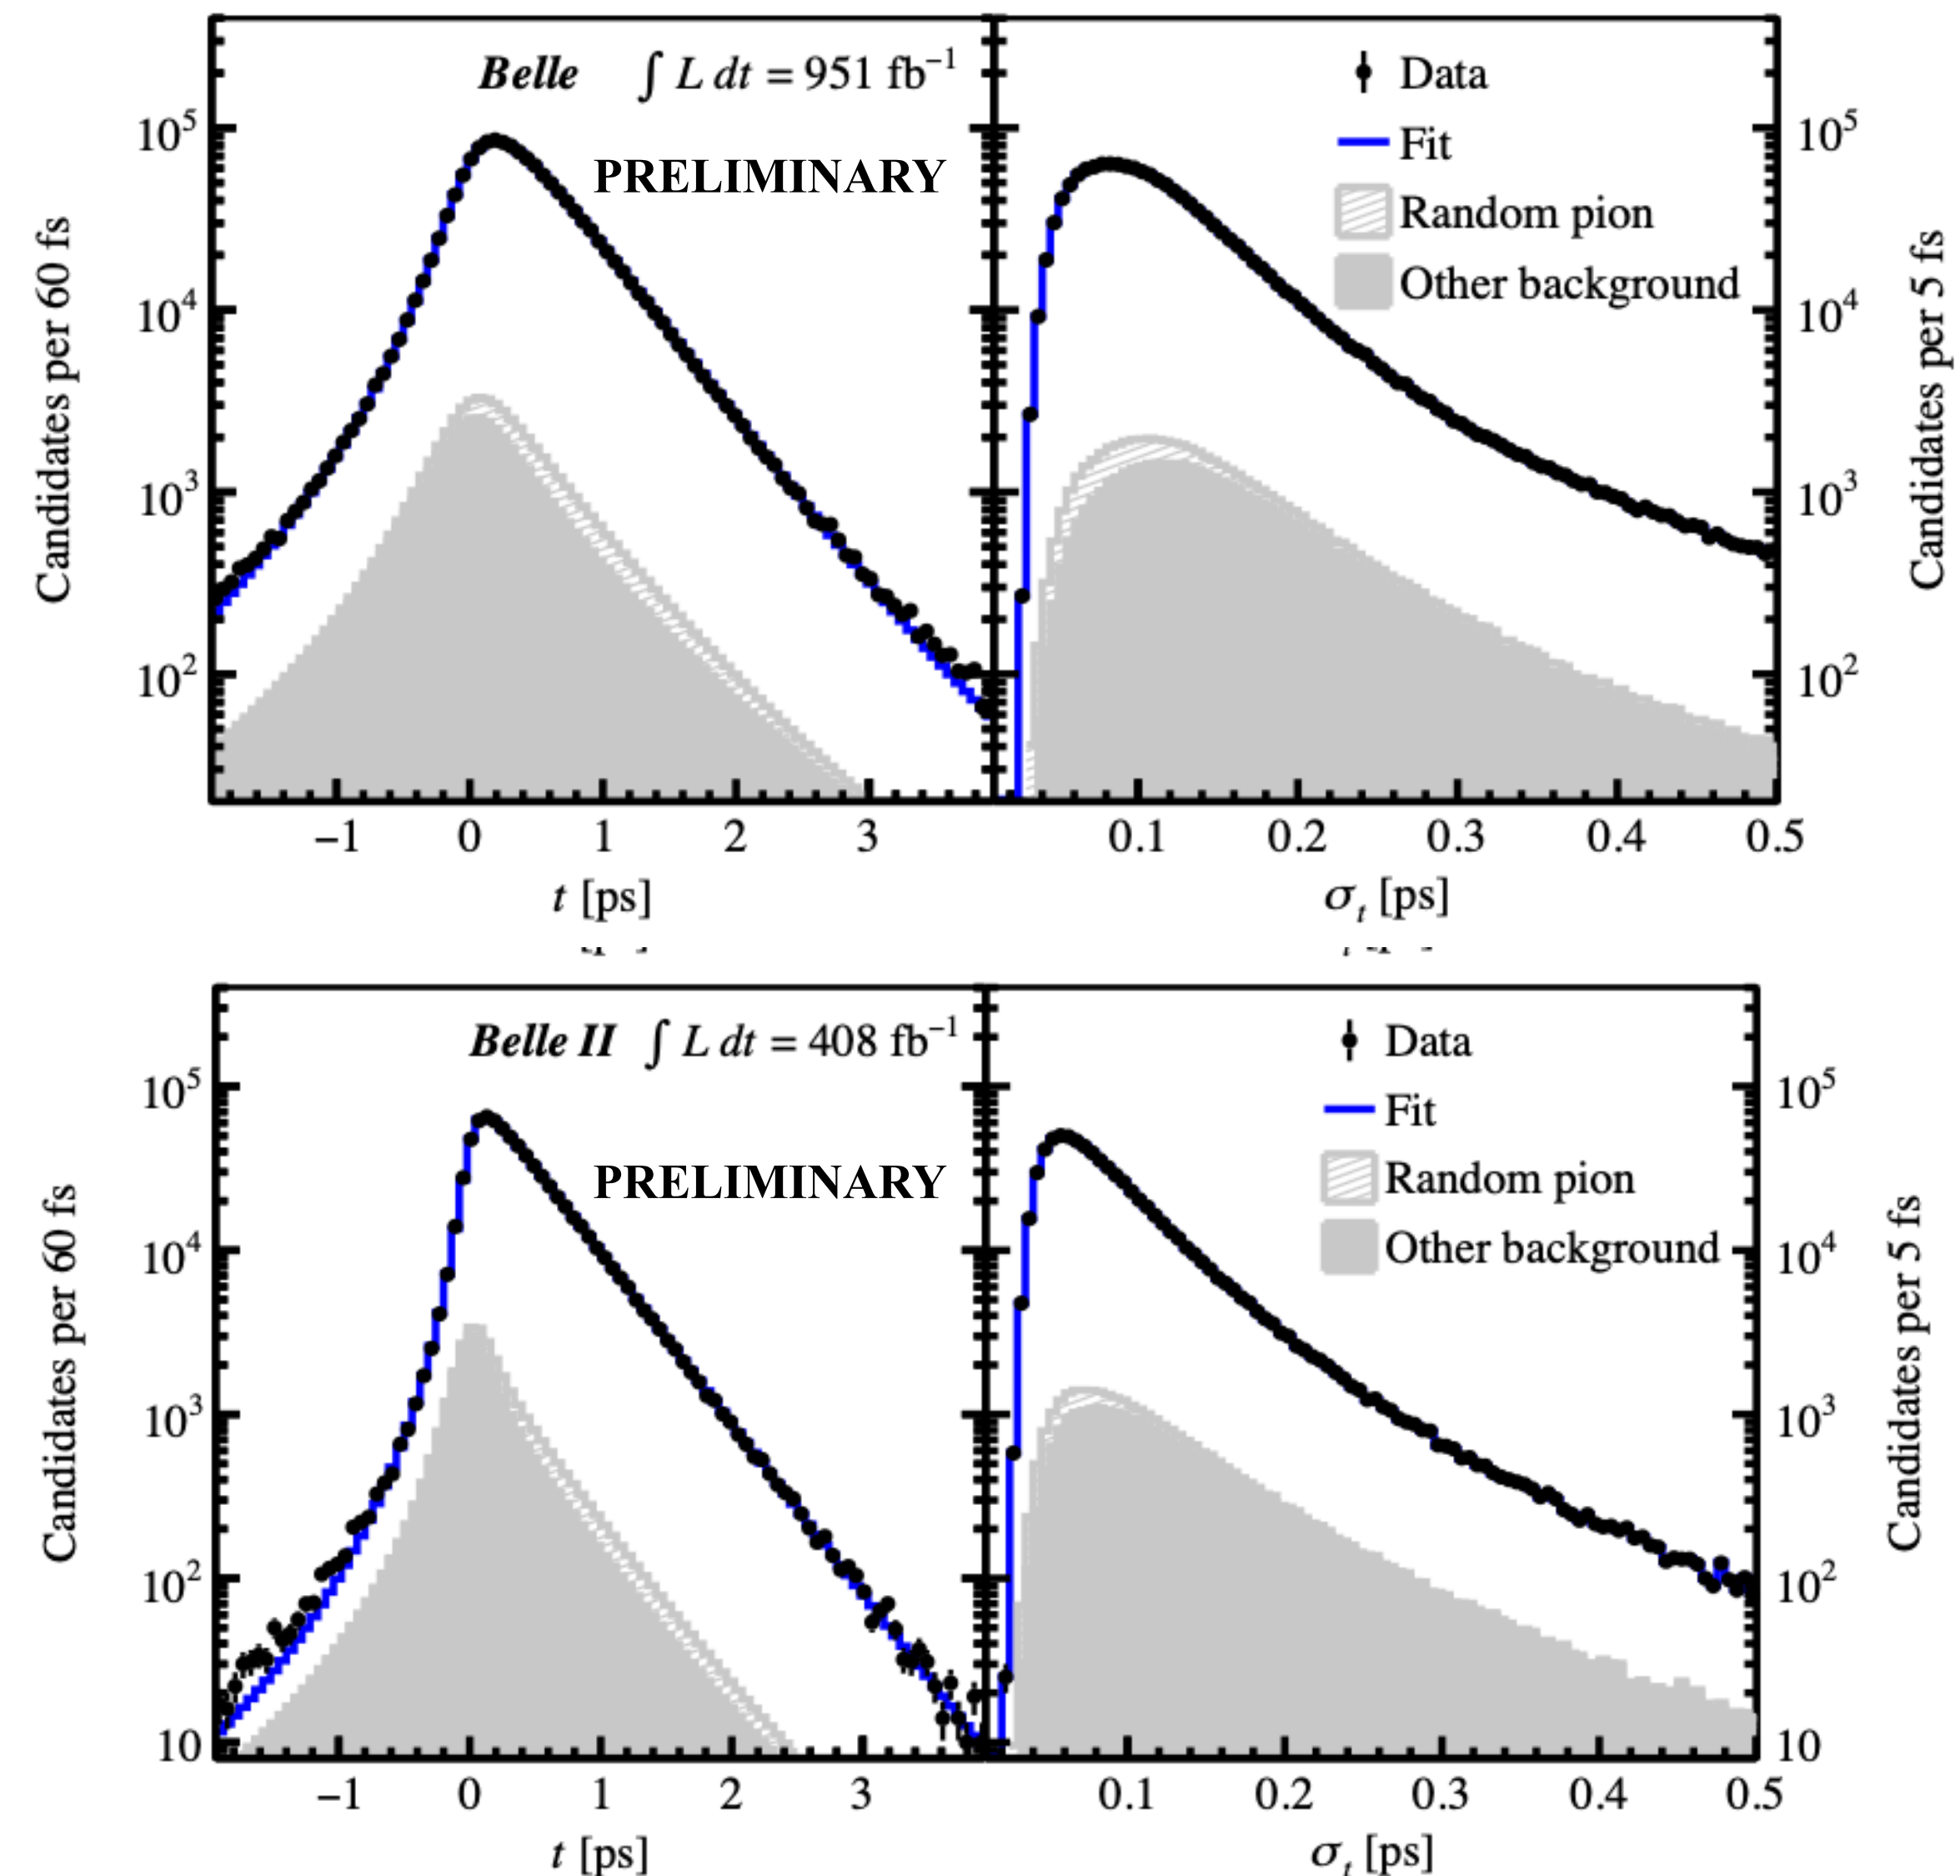 Belle ∫ L dt = 951 fb⁻¹
PRELIMINARY
Candidates per 60 fs
10⁵
10⁴
10³
10²
−1 0 1 2 3
t [ps]
Data
Fit
Random pion
Other background
10⁵
10⁴
10³
10²
Candidates per 5 fs
0.1 0.2 0.3 0.4 0.5
σₜ [ps]
Belle II ∫ L dt = 408 fb⁻¹
PRELIMINARY
Candidates per 60 fs
10⁵
10⁴
10³
10²
10
−1 0 1 2 3
t [ps]
Data
Fit
Random pion
Other background
10⁵
10⁴
10³
10²
10
Candidates per 5 fs
0.1 0.2 0.3 0.4 0.5
σₜ [ps]